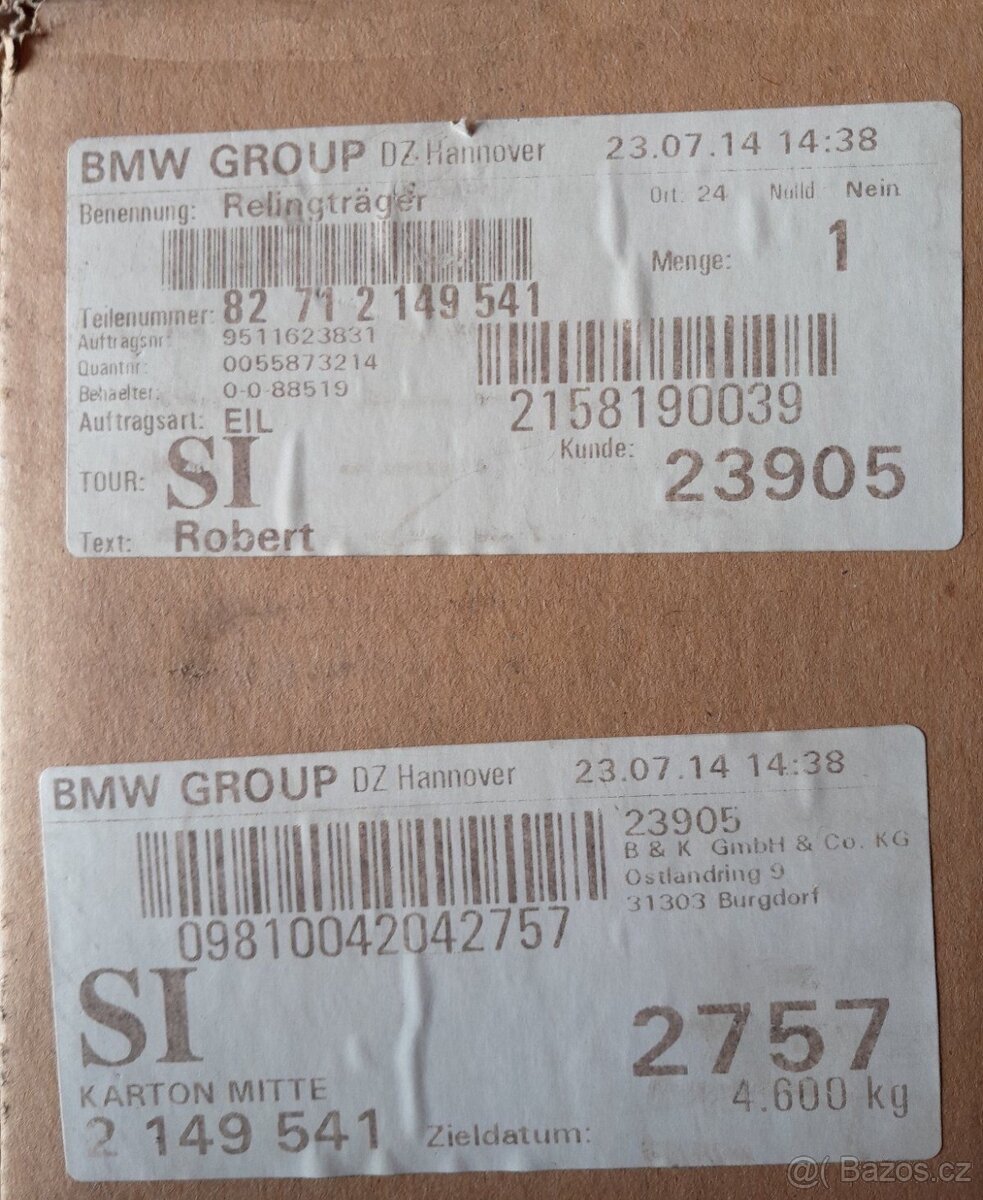 BMW GROUP DZ Hannover 23.07.14 14:38
Benennung: Relingträger Ort: 24 Nulld Nein
Menge: 1
Teilenummer: 82 71 2 149 541
Auftragsnr: 9511623831
Quantnr: 0055873214
Behaelter: 0-0-88519
2158190039
Auftragsart: EIL
Kunde: 23905
TOUR: SI
Text: Robert
BMW GROUP DZ Hannover 23.07.14 14:38
23905
B & K GmbH & Co. KG
Ostlandring 9
31303 Burgdorf
09810042042757
SI
2757
KARTON MITTE
4.600 kg
2 149 541 Zieldatum:
@( Bazos.cz